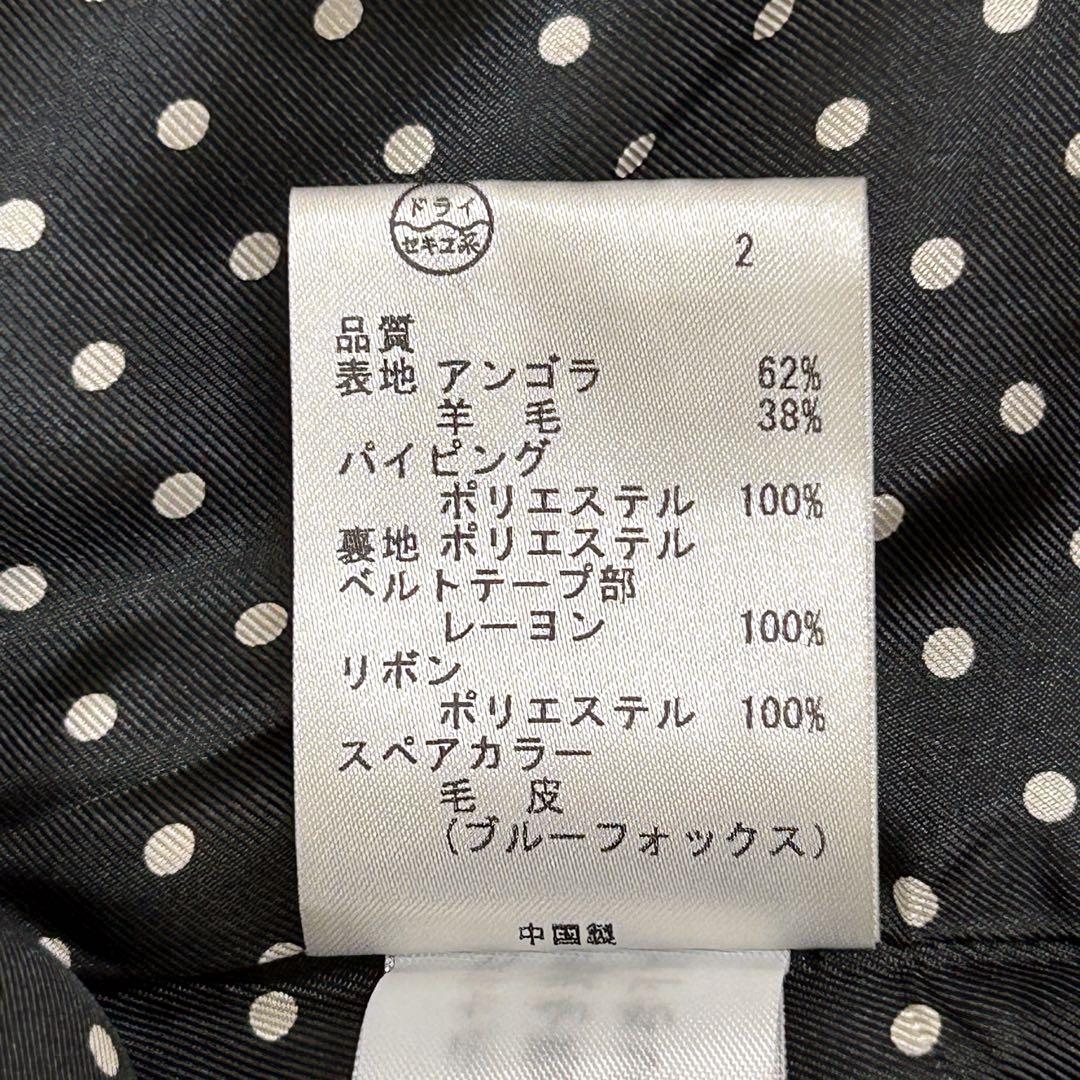 ドライ
セキユ系
2
品質
表地 アンゴラ 62%
羊 毛 38%
パイピング
ポリエステル 100%
裏地 ポリエステル
ベルトテープ部
レーヨン 100%
リボン
ポリエステル 100%
スペアカラー
毛 皮
(ブルーフォックス)
中国製